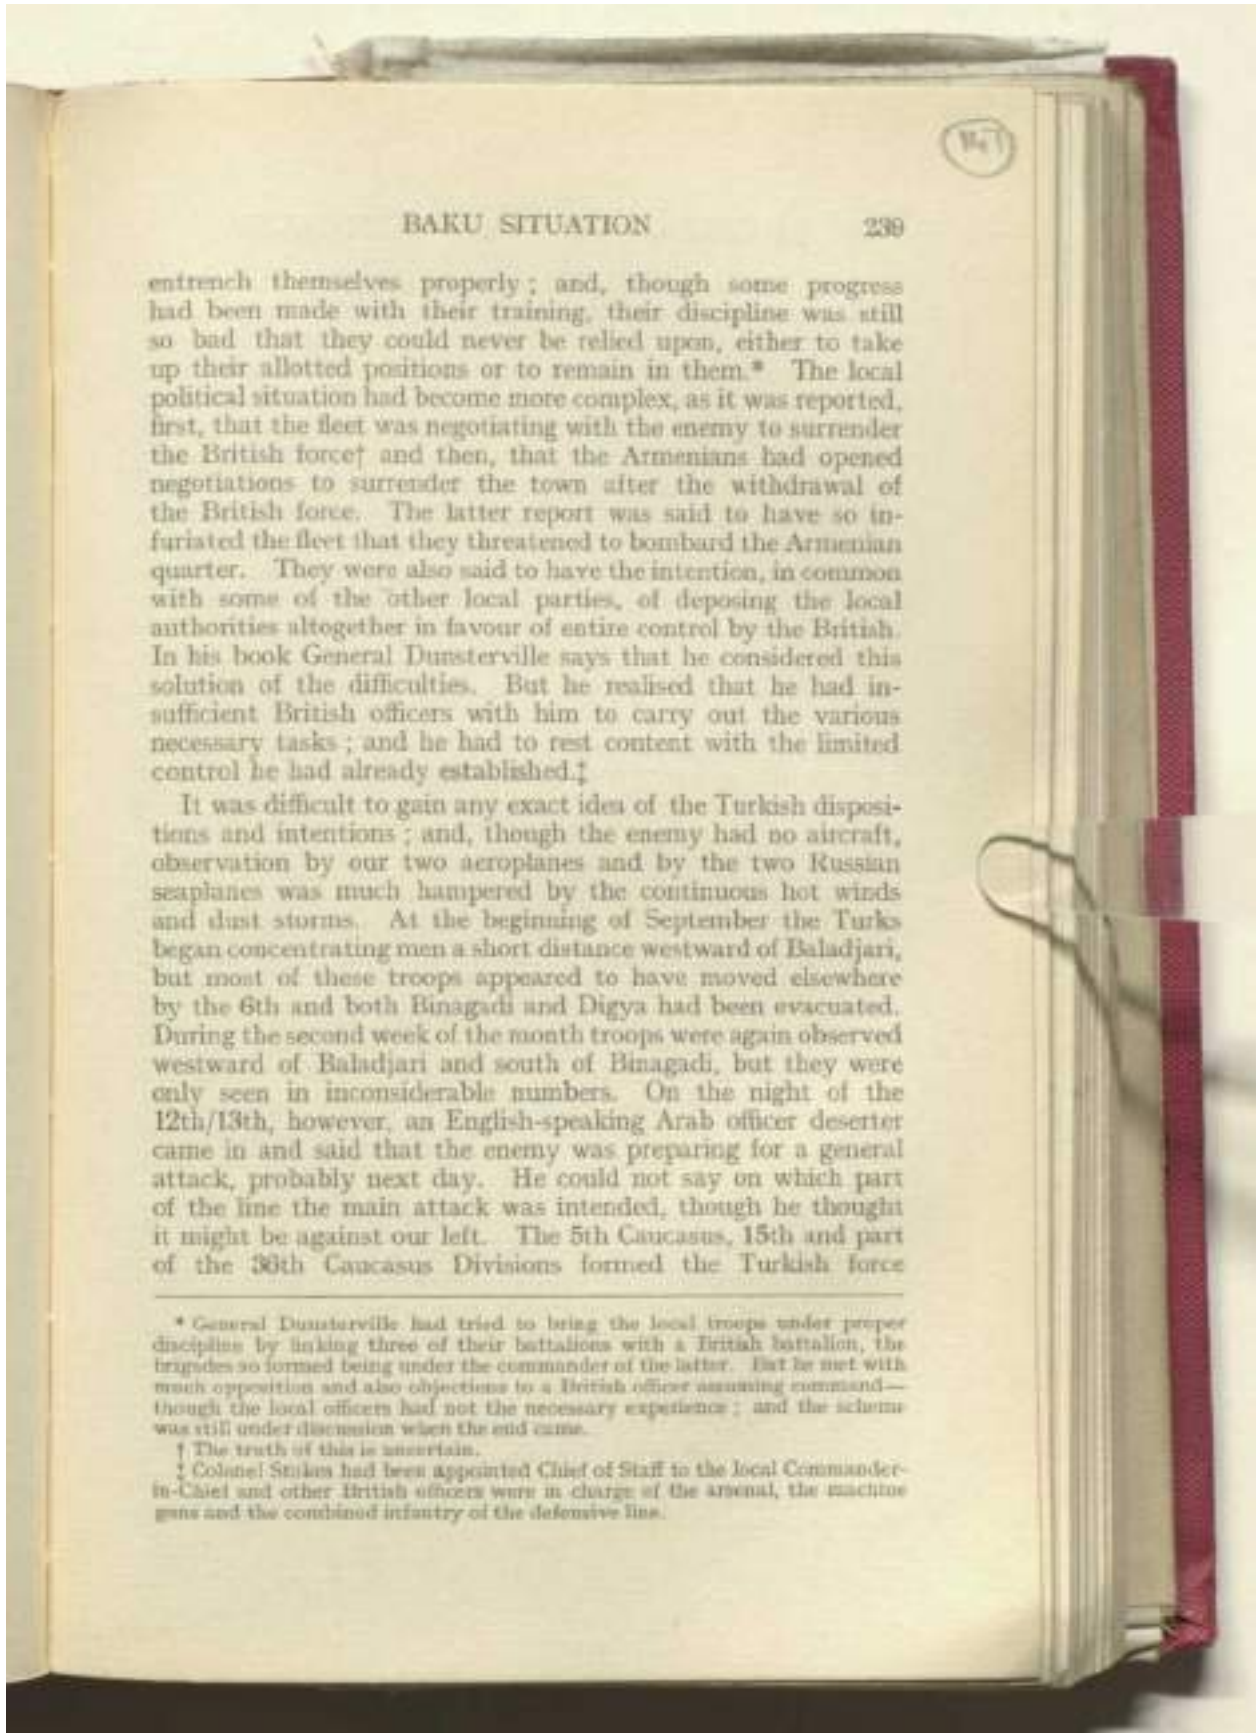 BAKU SITUATION 239
entrench themselves properly ; and, though some progress
had been made with their training, their discipline was still
so bad that they could never be relied upon, either to take
up their allotted positions or to remain in them.* The local
political situation had become more complex, as it was reported,
first, that the fleet was negotiating with the enemy to surrender
the British force† and then, that the Armenians had opened
negotiations to surrender the town after the withdrawal of
the British force. The latter report was said to have so in-
furiated the fleet that they threatened to bombard the Armenian
quarter. They were also said to have the intention, in common
with some of the other local parties, of deposing the local
authorities altogether in favour of entire control by the British.
In his book General Dunsterville says that he considered this
solution of the difficulties. But he realised that he had in-
sufficient British officers with him to carry out the various
necessary tasks ; and he had to rest content with the limited
control he had already established.‡
It was difficult to gain any exact idea of the Turkish disposi-
tions and intentions ; and, though the enemy had no aircraft,
observation by our two aeroplanes and by the two Russian
seaplanes was much hampered by the continuous hot winds
and dust storms. At the beginning of September the Turks
began concentrating men a short distance westward of Baladjari,
but most of these troops appeared to have moved elsewhere
by the 6th and both Binagadi and Digya had been evacuated.
During the second week of the month troops were again observed
westward of Baladjari and south of Binagadi, but they were
only seen in inconsiderable numbers. On the night of the
12th/13th, however, an English-speaking Arab officer deserter
came in and said that the enemy was preparing for a general
attack, probably next day. He could not say on which part
of the line the main attack was intended, though he thought
it might be against our left. The 5th Caucasus, 15th and part
of the 36th Caucasus Divisions formed the Turkish force
* General Dunsterville had tried to bring the local troops under proper
discipline by linking three of their battalions with a British battalion, the
brigades so formed being under the commander of the latter. But he met with
much opposition and also objections to a British officer assuming command—
though the local officers had not the necessary experience ; and the scheme
was still under discussion when the end came.
† The truth of this is uncertain.
‡ Colonel Stokes had been appointed Chief of Staff to the local Commander-
in-Chief and other British officers were in charge of the arsenal, the machine
guns and the combined infantry of the defensive line.